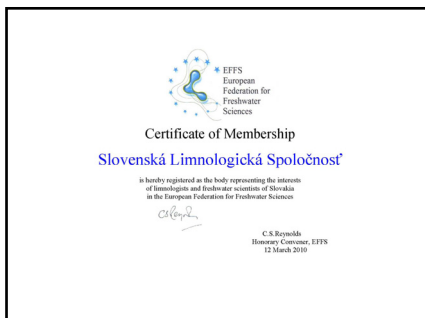 EFFS
European
Federation for
Freshwater
Sciences
Certificate of Membership
Slovenská Limnologická Spoločnosť
is hereby registered as the body representing the interests
of limnologists and freshwater scientists of Slovakia
in the European Federation for Freshwater Sciences
CSReynolds
C.S.Reynolds
Honorary Convener, EFFS
12 March 2010